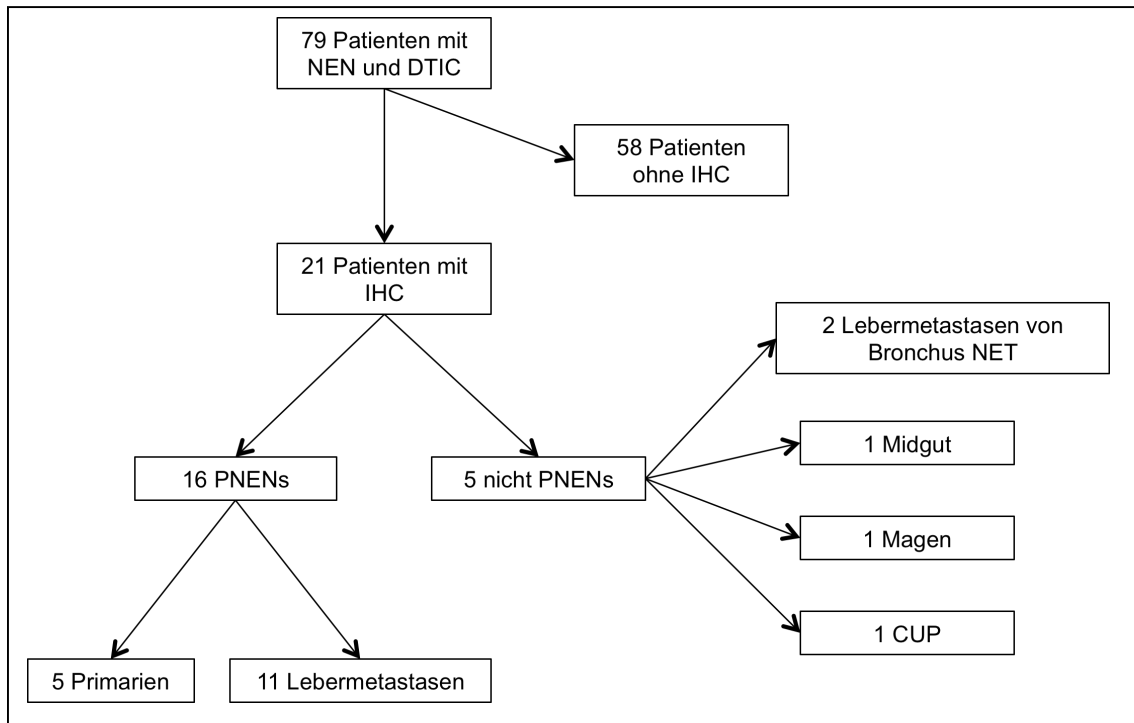 79 Patienten mit
NEN und DTIC
58 Patienten
ohne IHC
21 Patienten mit
IHC
2 Lebermetastasen von
Bronchus NET
1 Midgut
16 PNENs
5 nicht PNENs
1 Magen
1 CUP
5 Primarien
11 Lebermetastasen